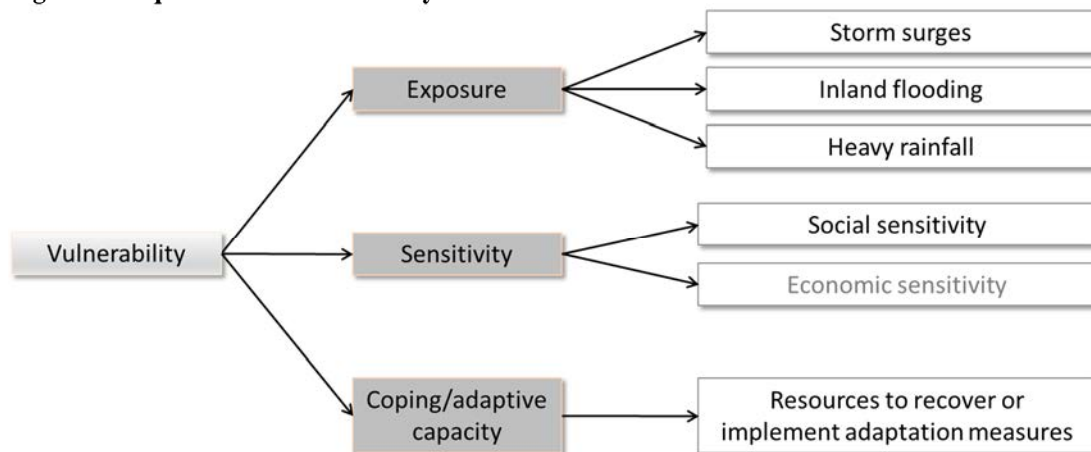 Exposure
Storm surges
Inland flooding
Heavy rainfall
Vulnerability
Sensitivity
Social sensitivity
Economic sensitivity
Coping/adaptive
capacity
Resources to recover or
implement adaptation measures